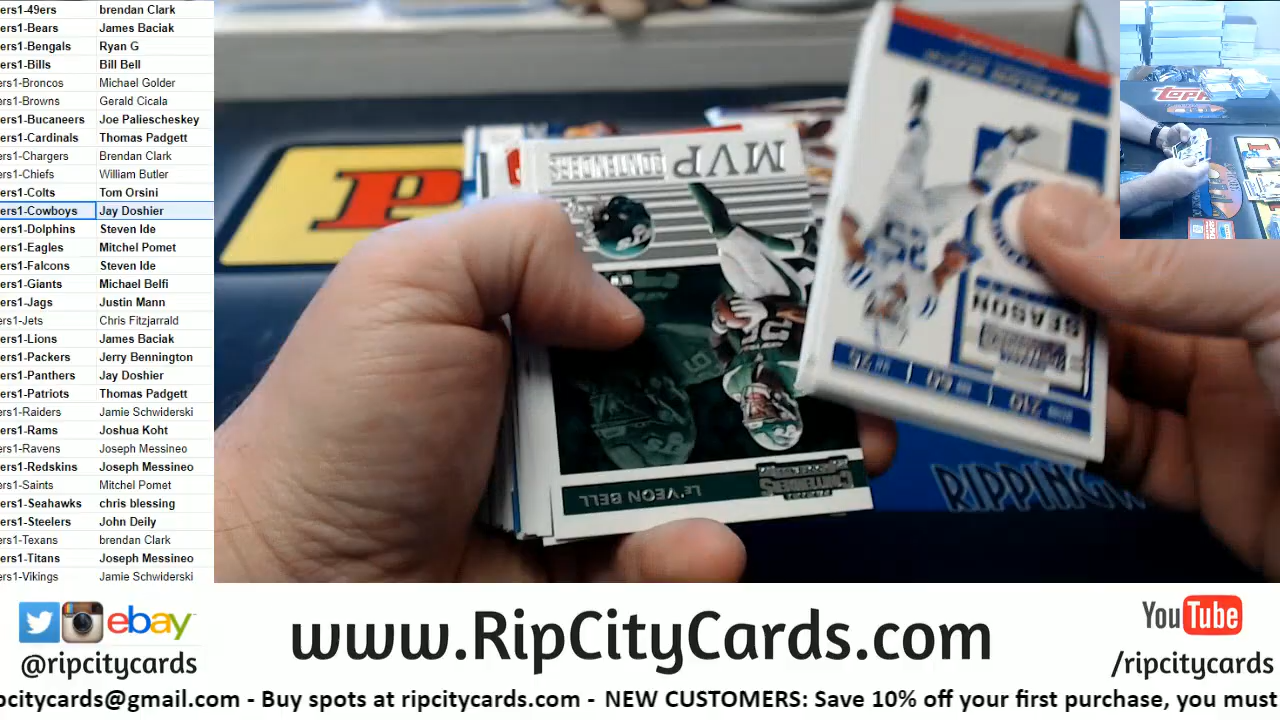 ers1-49ers brendan Clark
ers1-Bears James Baciak
ers1-Bengals Ryan G
ers1-Bills Bill Bell
ers1-Broncos Michael Golder
ers1-Browns Gerald Cicala
ers1-Bucaneers Joe Paliescheskey
ers1-Cardinals Thomas Padgett
ers1-Chargers Brendan Clark
ers1-Chiefs William Butler
ers1-Colts Tom Orsini
ers1-Cowboys Jay Doshier
ers1-Dolphins Steven Ide
ers1-Eagles Mitchel Pomet
ers1-Falcons Steven Ide
ers1-Giants Michael Belfi
ers1-Jags Justin Mann
ers1-Jets Chris Fitzjarrald
ers1-Lions James Baciak
ers1-Packers Jerry Bennington
ers1-Panthers Jay Doshier
ers1-Patriots Thomas Padgett
ers1-Raiders Jamie Schwiderski
ers1-Rams Joshua Koht
ers1-Ravens Joseph Messineo
ers1-Redskins Joseph Messineo
ers1-Saints Mitchel Pomet
ers1-Seahawks chris blessing
ers1-Steelers John Deily
ers1-Texans brendan Clark
ers1-Titans Joseph Messineo
ers1-Vikings Jamie Schwiderski
MVP
CONTENDERS
LE'VEON BELL
CONTENDERS
SEASON
P
RIPPINGW
TOPPS
ebay
@ripcitycards
www.RipCityCards.com
YouTube
/ripcitycards
pcitycards@gmail.com - Buy spots at ripcitycards.com - NEW CUSTOMERS: Save 10% off your first purchase, you must